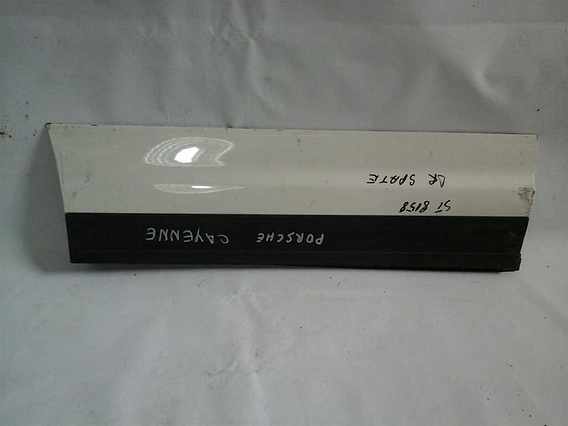 PORSCHE CAYENNE
ST 8158
DR SPATE